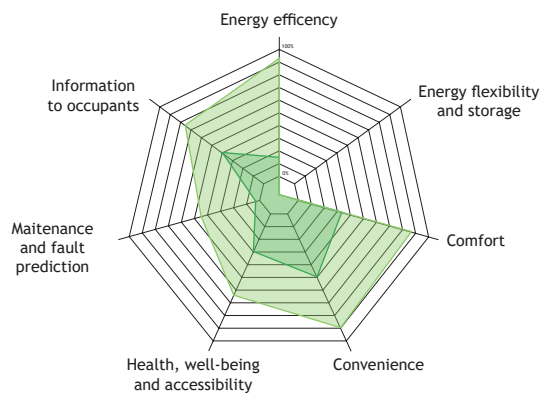 Energy efficency
100%
Information
to occupants
Energy flexibility
and storage
0%
Maitenance
and fault
prediction
Comfort
Health, well-being
and accessibility
Convenience